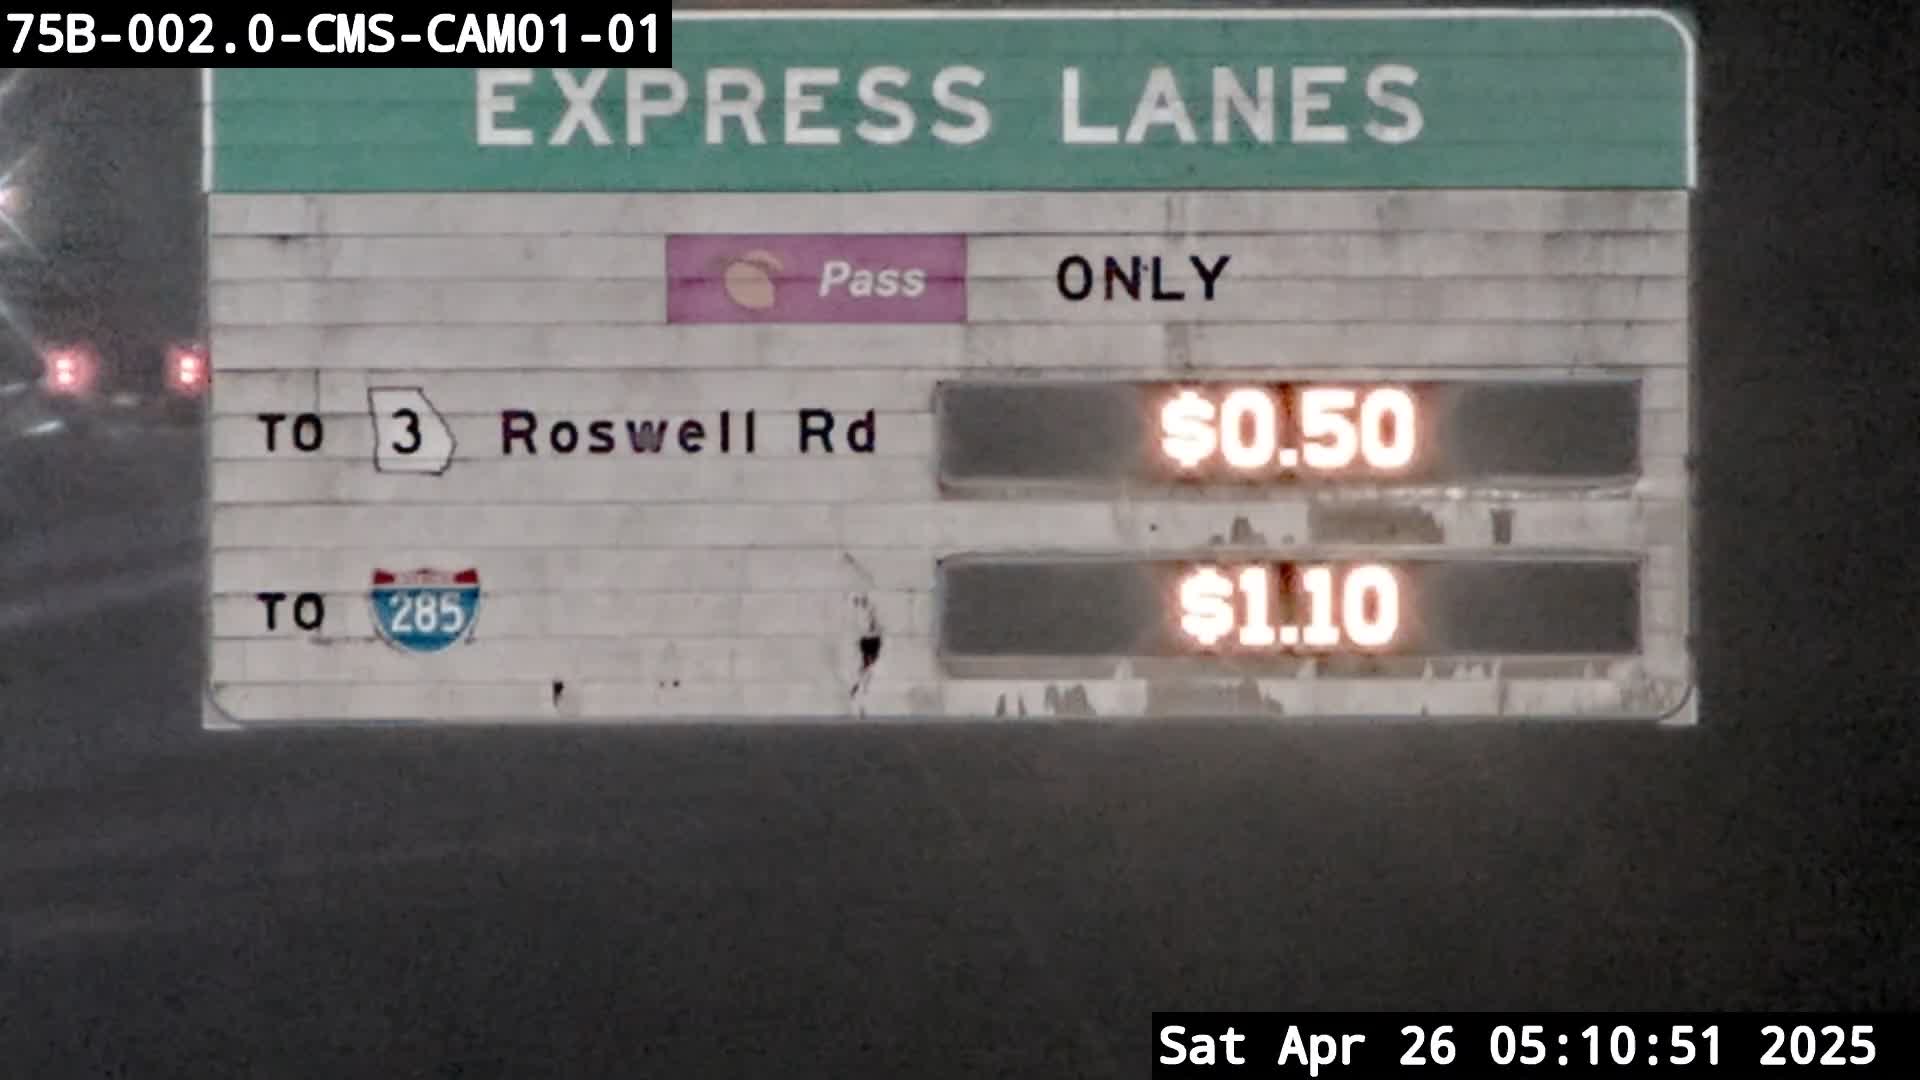 75B-002.0-CMS-CAM01-01
EXPRESS LANES
Pass ONLY
TO 3 Roswell Rd $0.50
TO 285 $1.10
Sat Apr 26 05:10:51 2025